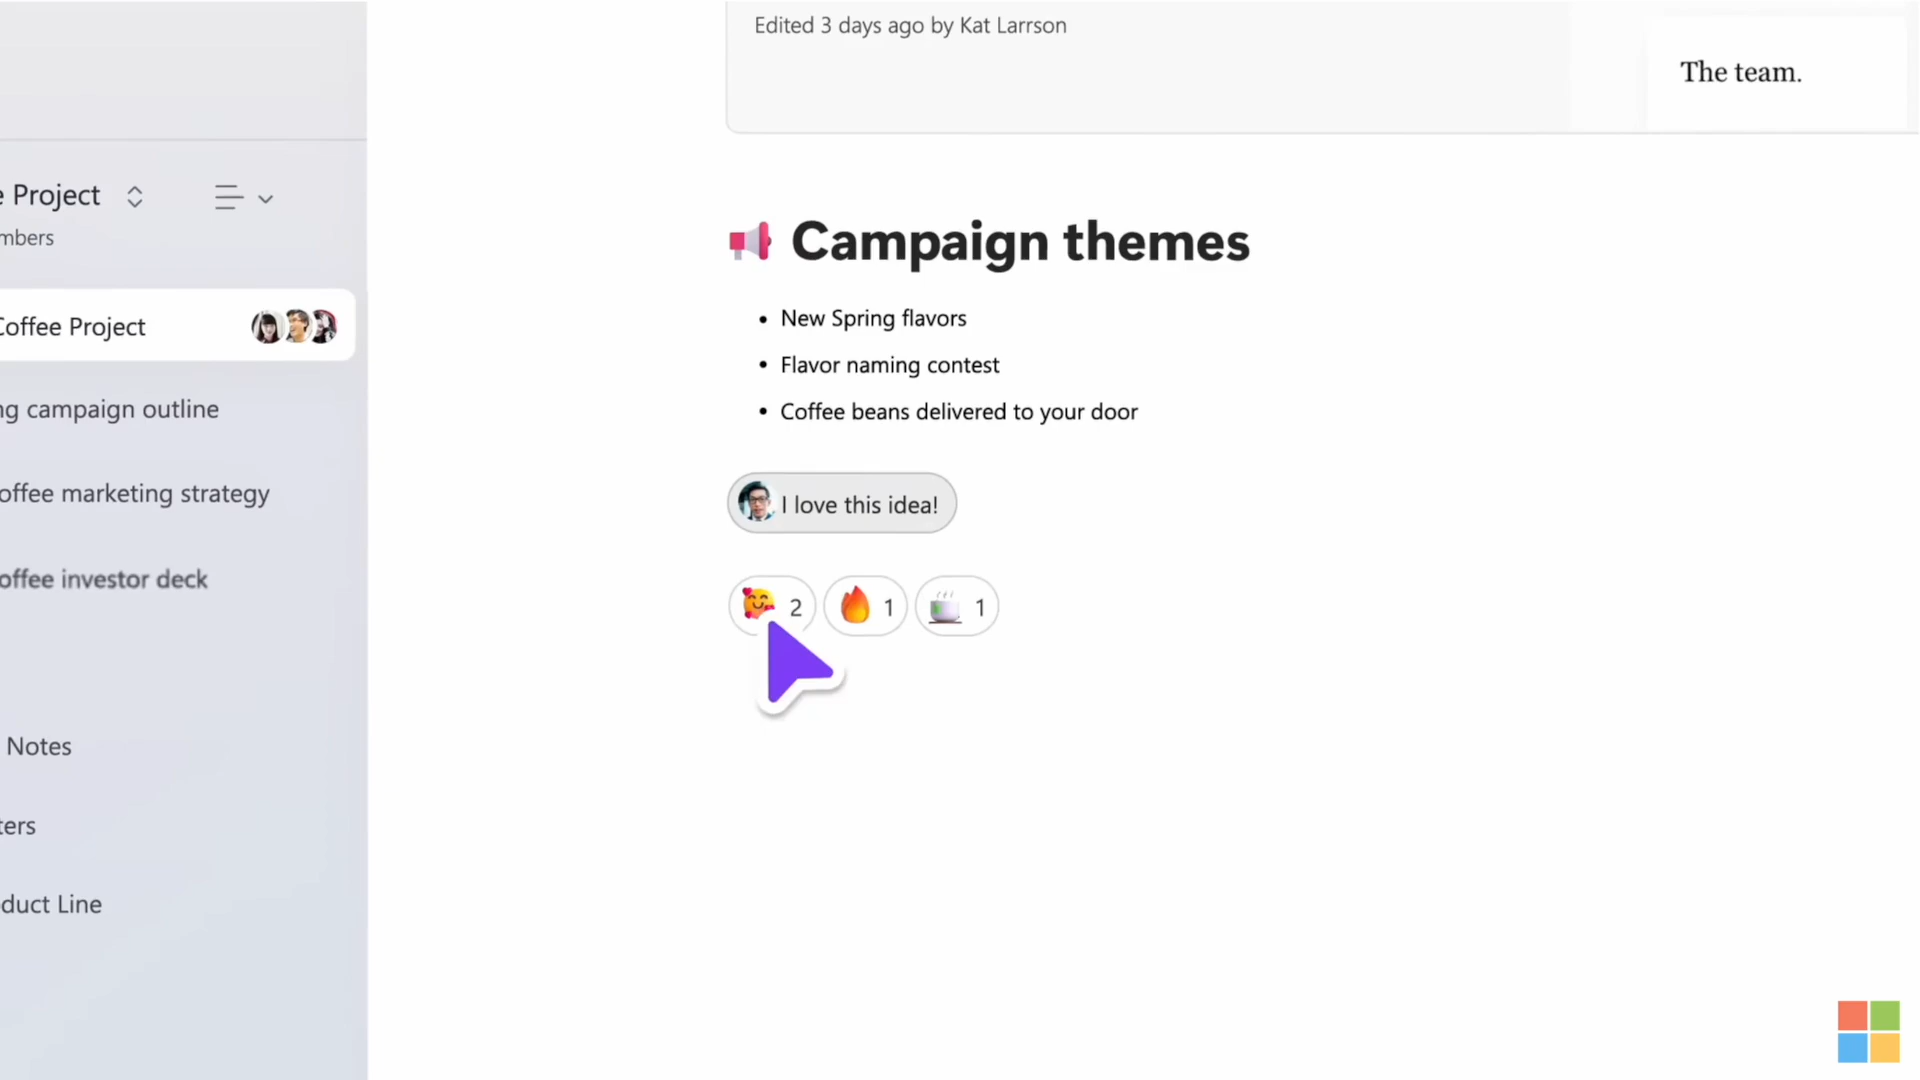 Edited 3 days ago by Kat Larrson
The team.
e Project
mbers
Coffee Project
ng campaign outline
offee marketing strategy
offee investor deck
Notes
ters
duct Line
Campaign themes
• New Spring flavors
• Flavor naming contest
• Coffee beans delivered to your door
I love this idea!
2
1
1